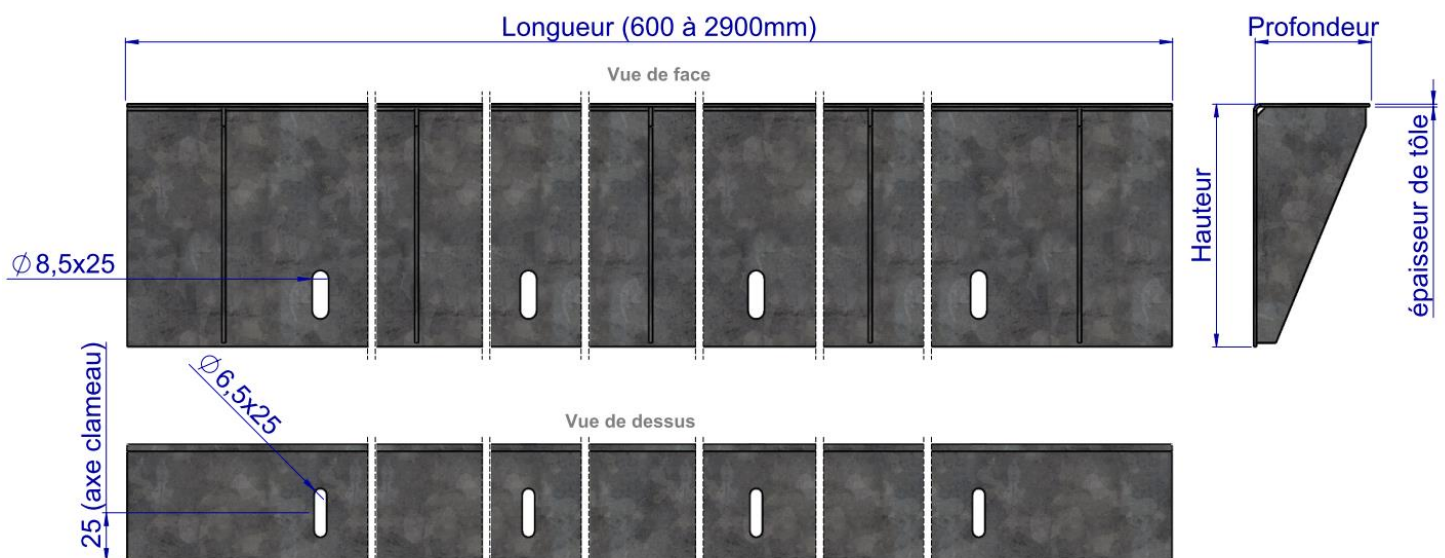 Longueur (600 à 2900mm)
Profondeur
Vue de face
Hauteur
épaisseur de tôle
∅ 8,5x25
∅ 6,5x25
Vue de dessus
25 (axe clameau)